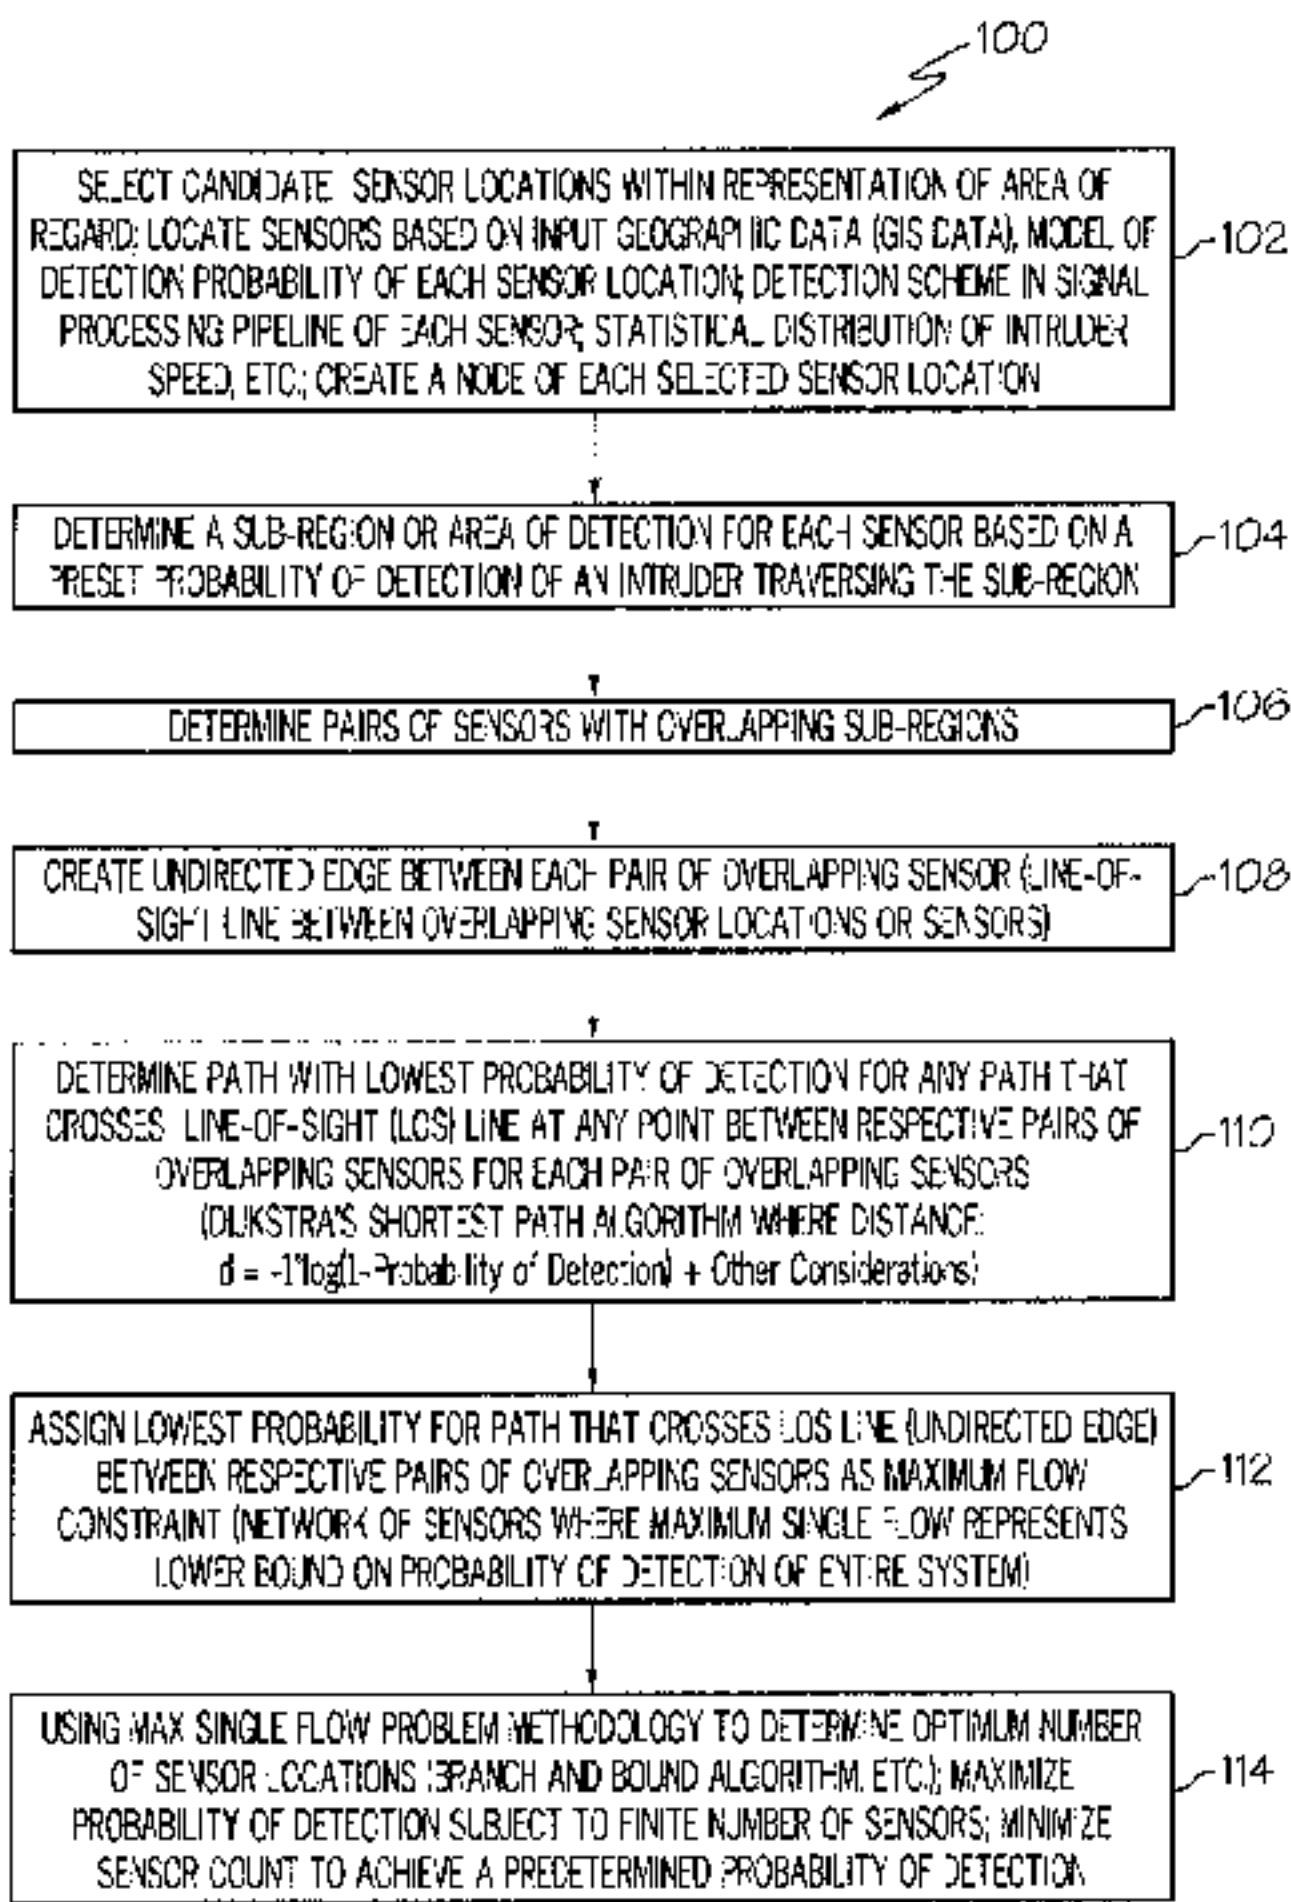 100
SELECT CANDIDATE SENSOR LOCATIONS WITHIN REPRESENTATION OF AREA OF
REGARD; LOCATE SENSORS BASED ON INPUT GEOGRAPHIC DATA (GIS DATA), MODEL OF
DETECTION PROBABILITY OF EACH SENSOR LOCATION; DETECTION SCHEME IN SIGNAL
PROCESSING PIPELINE OF EACH SENSOR; STATISTICAL DISTRIBUTION OF INTRUDER
SPEED, ETC.; CREATE A NODE OF EACH SELECTED SENSOR LOCATION
102
DETERMINE A SUB-REGION OR AREA OF DETECTION FOR EACH SENSOR BASED ON A
PRESET PROBABILITY OF DETECTION OF AN INTRUDER TRAVERSING THE SUB-REGION
104
DETERMINE PAIRS OF SENSORS WITH OVERLAPPING SUB-REGIONS
106
CREATE UNDIRECTED EDGE BETWEEN EACH PAIR OF OVERLAPPING SENSOR (LINE-OF-
SIGHT LINE BETWEEN OVERLAPPING SENSOR LOCATIONS OR SENSORS)
108
DETERMINE PATH WITH LOWEST PROBABILITY OF DETECTION FOR ANY PATH THAT
CROSSES LINE-OF-SIGHT (LOS) LINE AT ANY POINT BETWEEN RESPECTIVE PAIRS OF
OVERLAPPING SENSORS FOR EACH PAIR OF OVERLAPPING SENSORS
(DIJKSTRA'S SHORTEST PATH ALGORITHM WHERE DISTANCE:
d = -1*log(1-Probability of Detection) + Other Considerations)
110
ASSIGN LOWEST PROBABILITY FOR PATH THAT CROSSES LOS LINE (UNDIRECTED EDGE)
BETWEEN RESPECTIVE PAIRS OF OVERLAPPING SENSORS AS MAXIMUM FLOW
CONSTRAINT (NETWORK OF SENSORS WHERE MAXIMUM SINGLE FLOW REPRESENTS
LOWER BOUND ON PROBABILITY OF DETECTION OF ENTIRE SYSTEM)
112
USING MAX SINGLE FLOW PROBLEM METHODOLOGY TO DETERMINE OPTIMUM NUMBER
OF SENSOR LOCATIONS (BRANCH AND BOUND ALGORITHM, ETC.); MAXIMIZE
PROBABILITY OF DETECTION SUBJECT TO FINITE NUMBER OF SENSORS; MINIMIZE
SENSOR COUNT TO ACHIEVE A PREDETERMINED PROBABILITY OF DETECTION
114